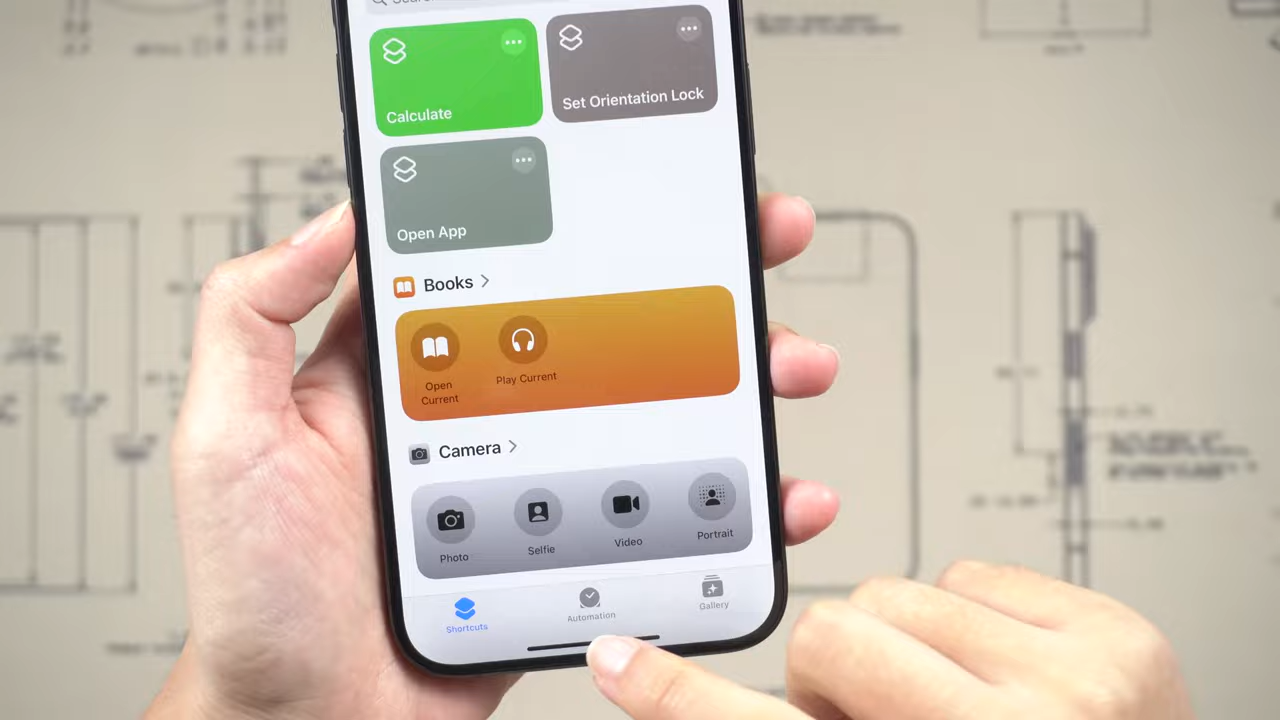 Calculate
Set Orientation Lock
Open App
Books
Open
Current
Play Current
Camera
Photo
Selfie
Video
Portrait
Shortcuts
Automation
Gallery